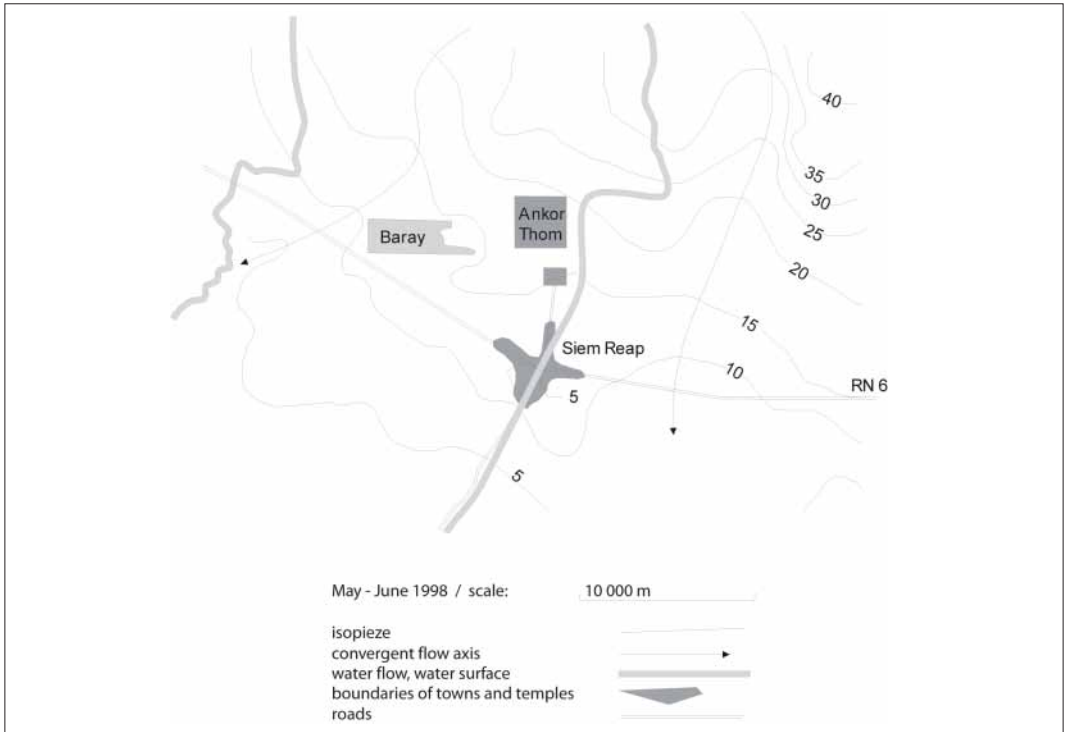 40
35
30
25
20
Ankor
Thom
Baray
15
Siem Reap
10
RN 6
5
5
May - June 1998 / scale: 10 000 m
isopieze
convergent flow axis
water flow, water surface
boundaries of towns and temples
roads